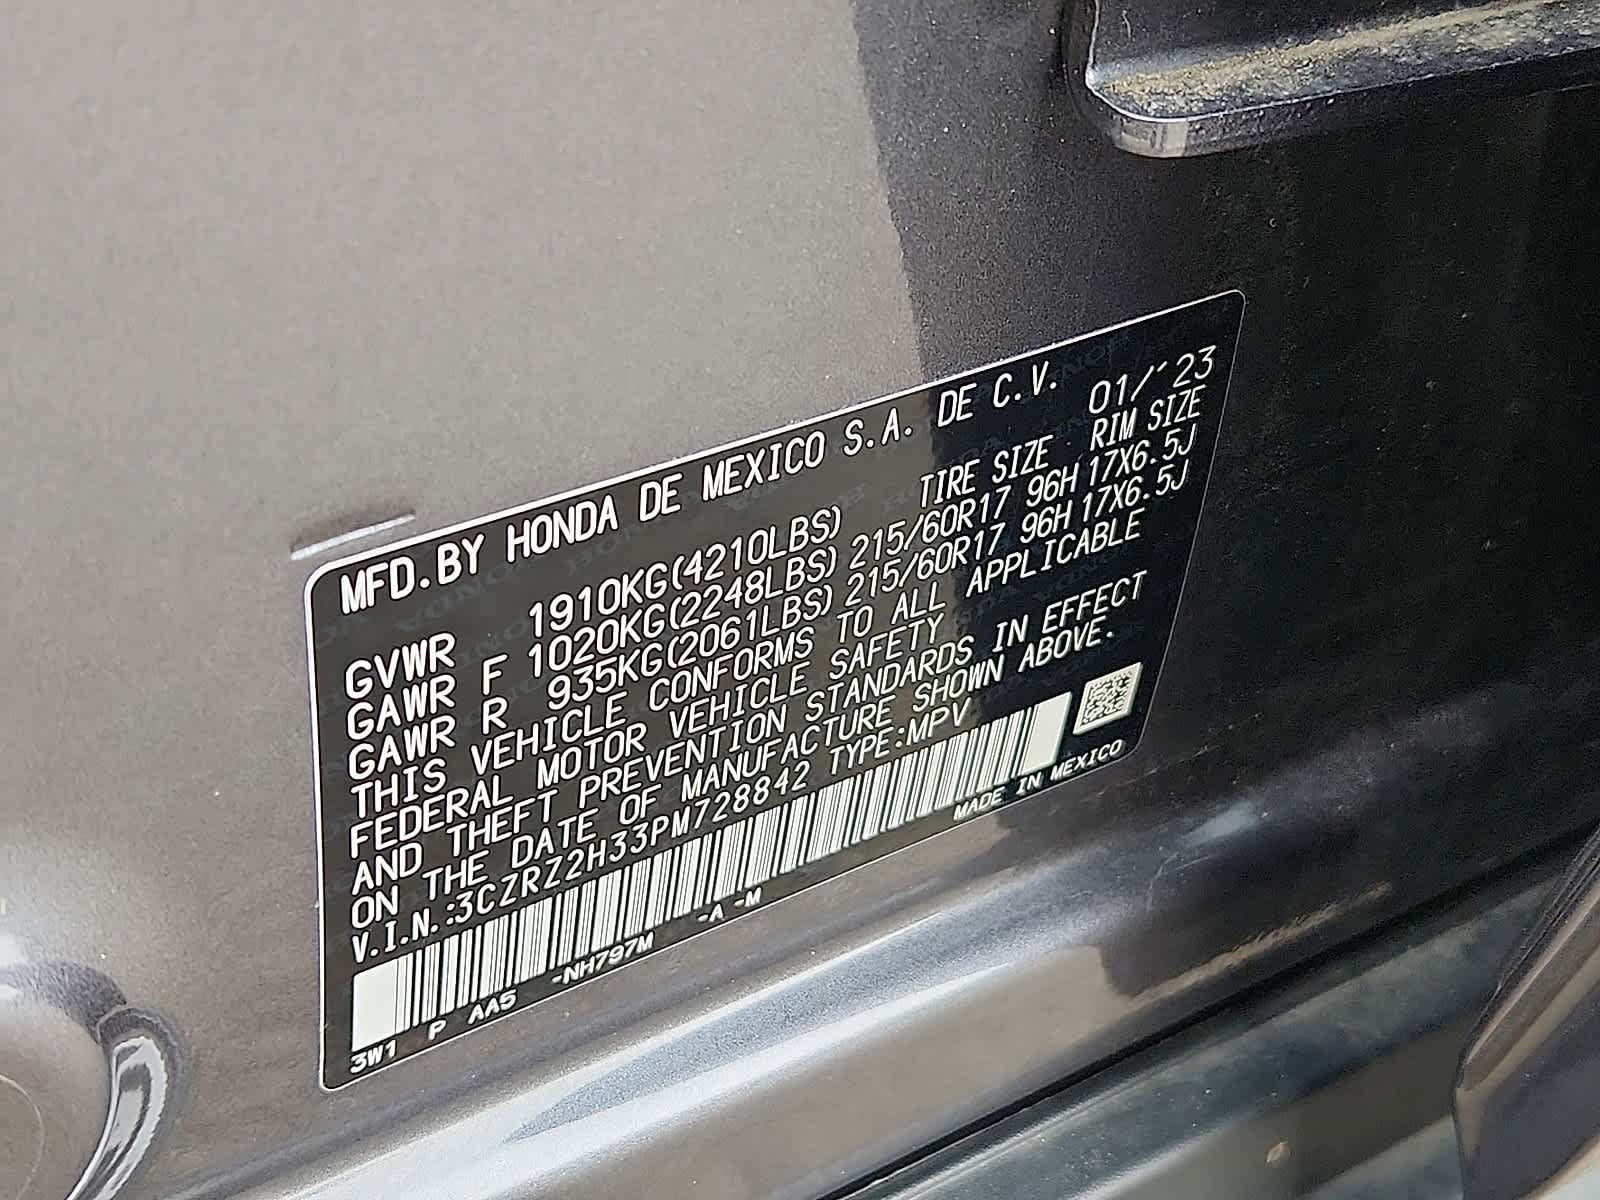 MFD.BY HONDA DE MEXICO S.A. DE C.V. 01/'23
TIRE SIZE RIM SIZE
GVWR 1910KG(4210LBS)
GAWR F 1020KG(2248LBS) 215/60R17 96H 17X6.5J
GAWR R 935KG(2061LBS) 215/60R17 96H 17X6.5J
THIS VEHICLE CONFORMS TO ALL APPLICABLE
FEDERAL MOTOR VEHICLE SAFETY
AND THEFT PREVENTION STANDARDS IN EFFECT
ON THE DATE OF MANUFACTURE SHOWN ABOVE.
V.I.N.:3CZRZ2H33PM728842 TYPE:MPV
3W1 P AA5 -NH797M -A -M MADE IN MEXICO